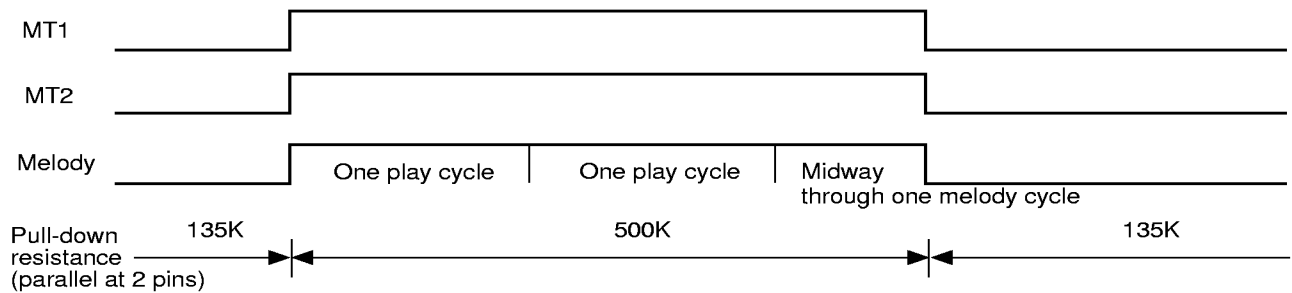 MT1
MT2
Melody
One play cycle
One play cycle
Midway
through one melody cycle
Pull-down
resistance
(parallel at 2 pins)
135K
500K
135K